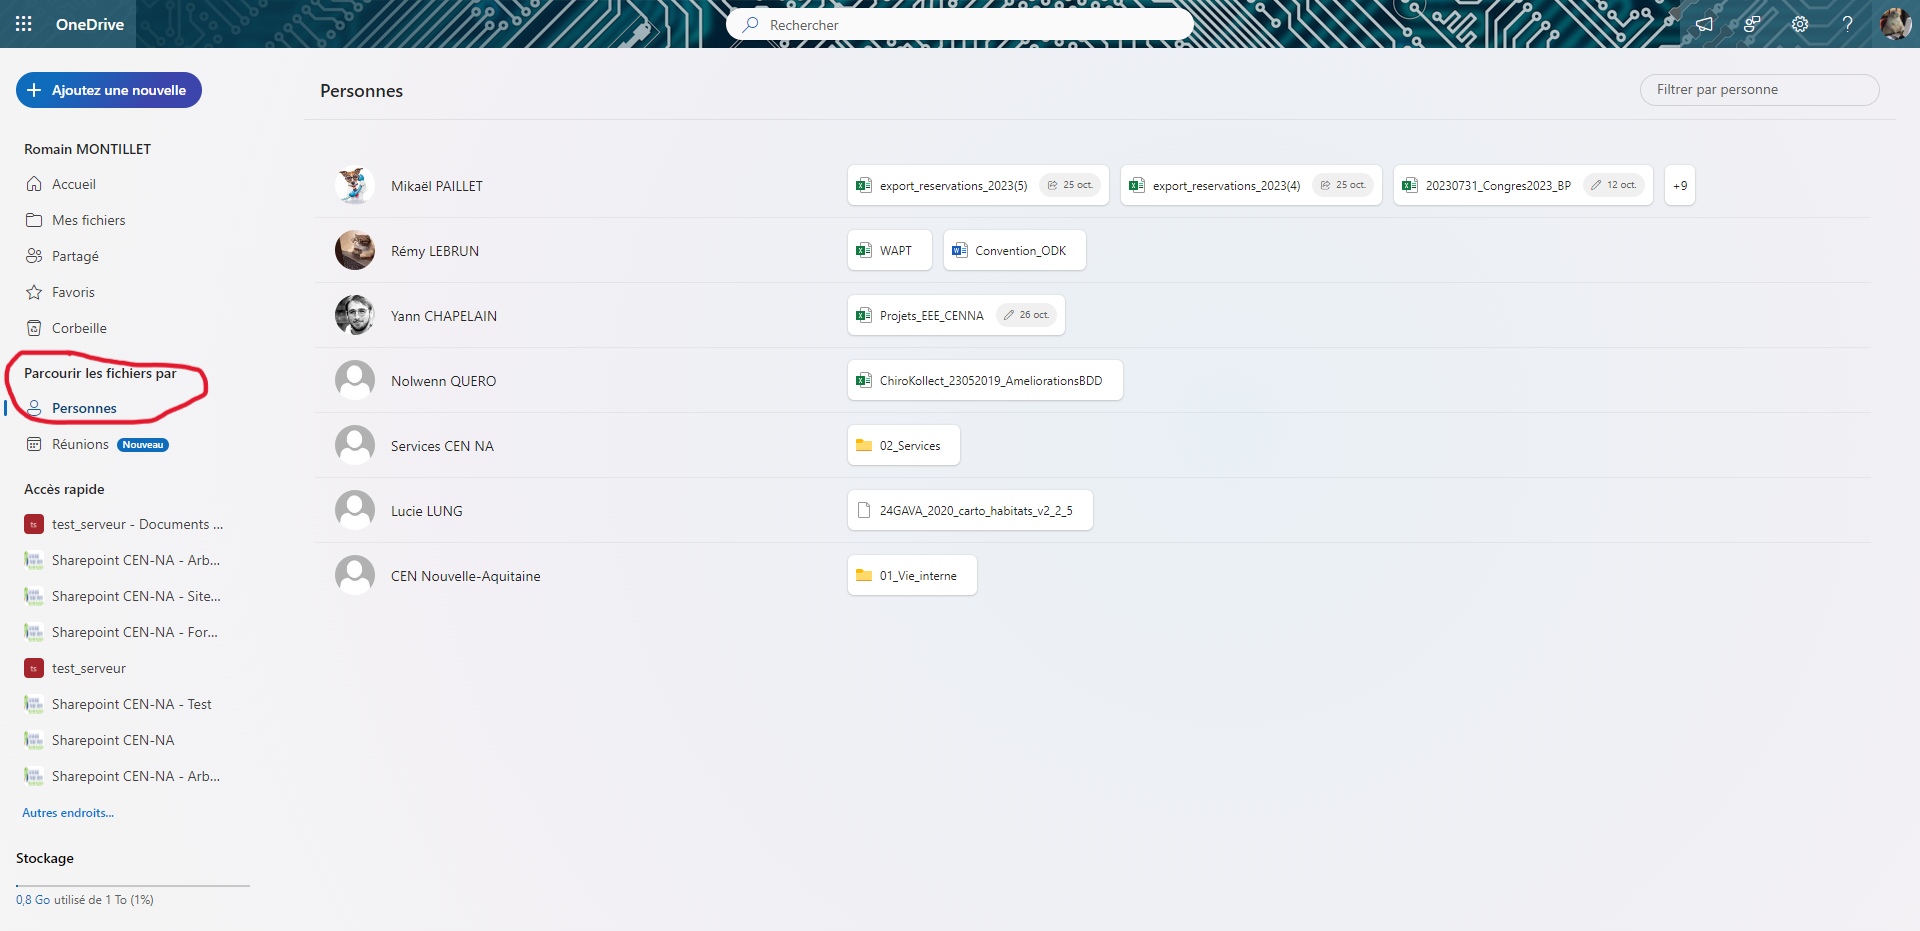 OneDrive
Rechercher
Ajoutez une nouvelle
Personnes
Filtrer par personne
Romain MONTILLET
Accueil
Mes fichiers
Partagé
Favoris
Corbeille
Parcourir les fichiers par
Personnes
Réunions Nouveau
Accès rapide
ts test_serveur - Documents ...
Sharepoint CEN-NA - Arb...
Sharepoint CEN-NA - Site...
Sharepoint CEN-NA - For...
ts test_serveur
Sharepoint CEN-NA - Test
Sharepoint CEN-NA
Sharepoint CEN-NA - Arb...
Autres endroits...
Stockage
0,8 Go utilisé de 1 To (1%)
Mikaël PAILLET export_reservations_2023(5) 25 oct. export_reservations_2023(4) 25 oct. 20230731_Congres2023_BP 12 oct. +9
Rémy LEBRUN WAPT Convention_ODK
Yann CHAPELAIN Projets_EEE_CENNA 26 oct.
Nolwenn QUERO ChiroKollect_23052019_AmeliorationsBDD
Services CEN NA 02_Services
Lucie LUNG 24GAVA_2020_carto_habitats_v2_2_5
CEN Nouvelle-Aquitaine 01_Vie_interne